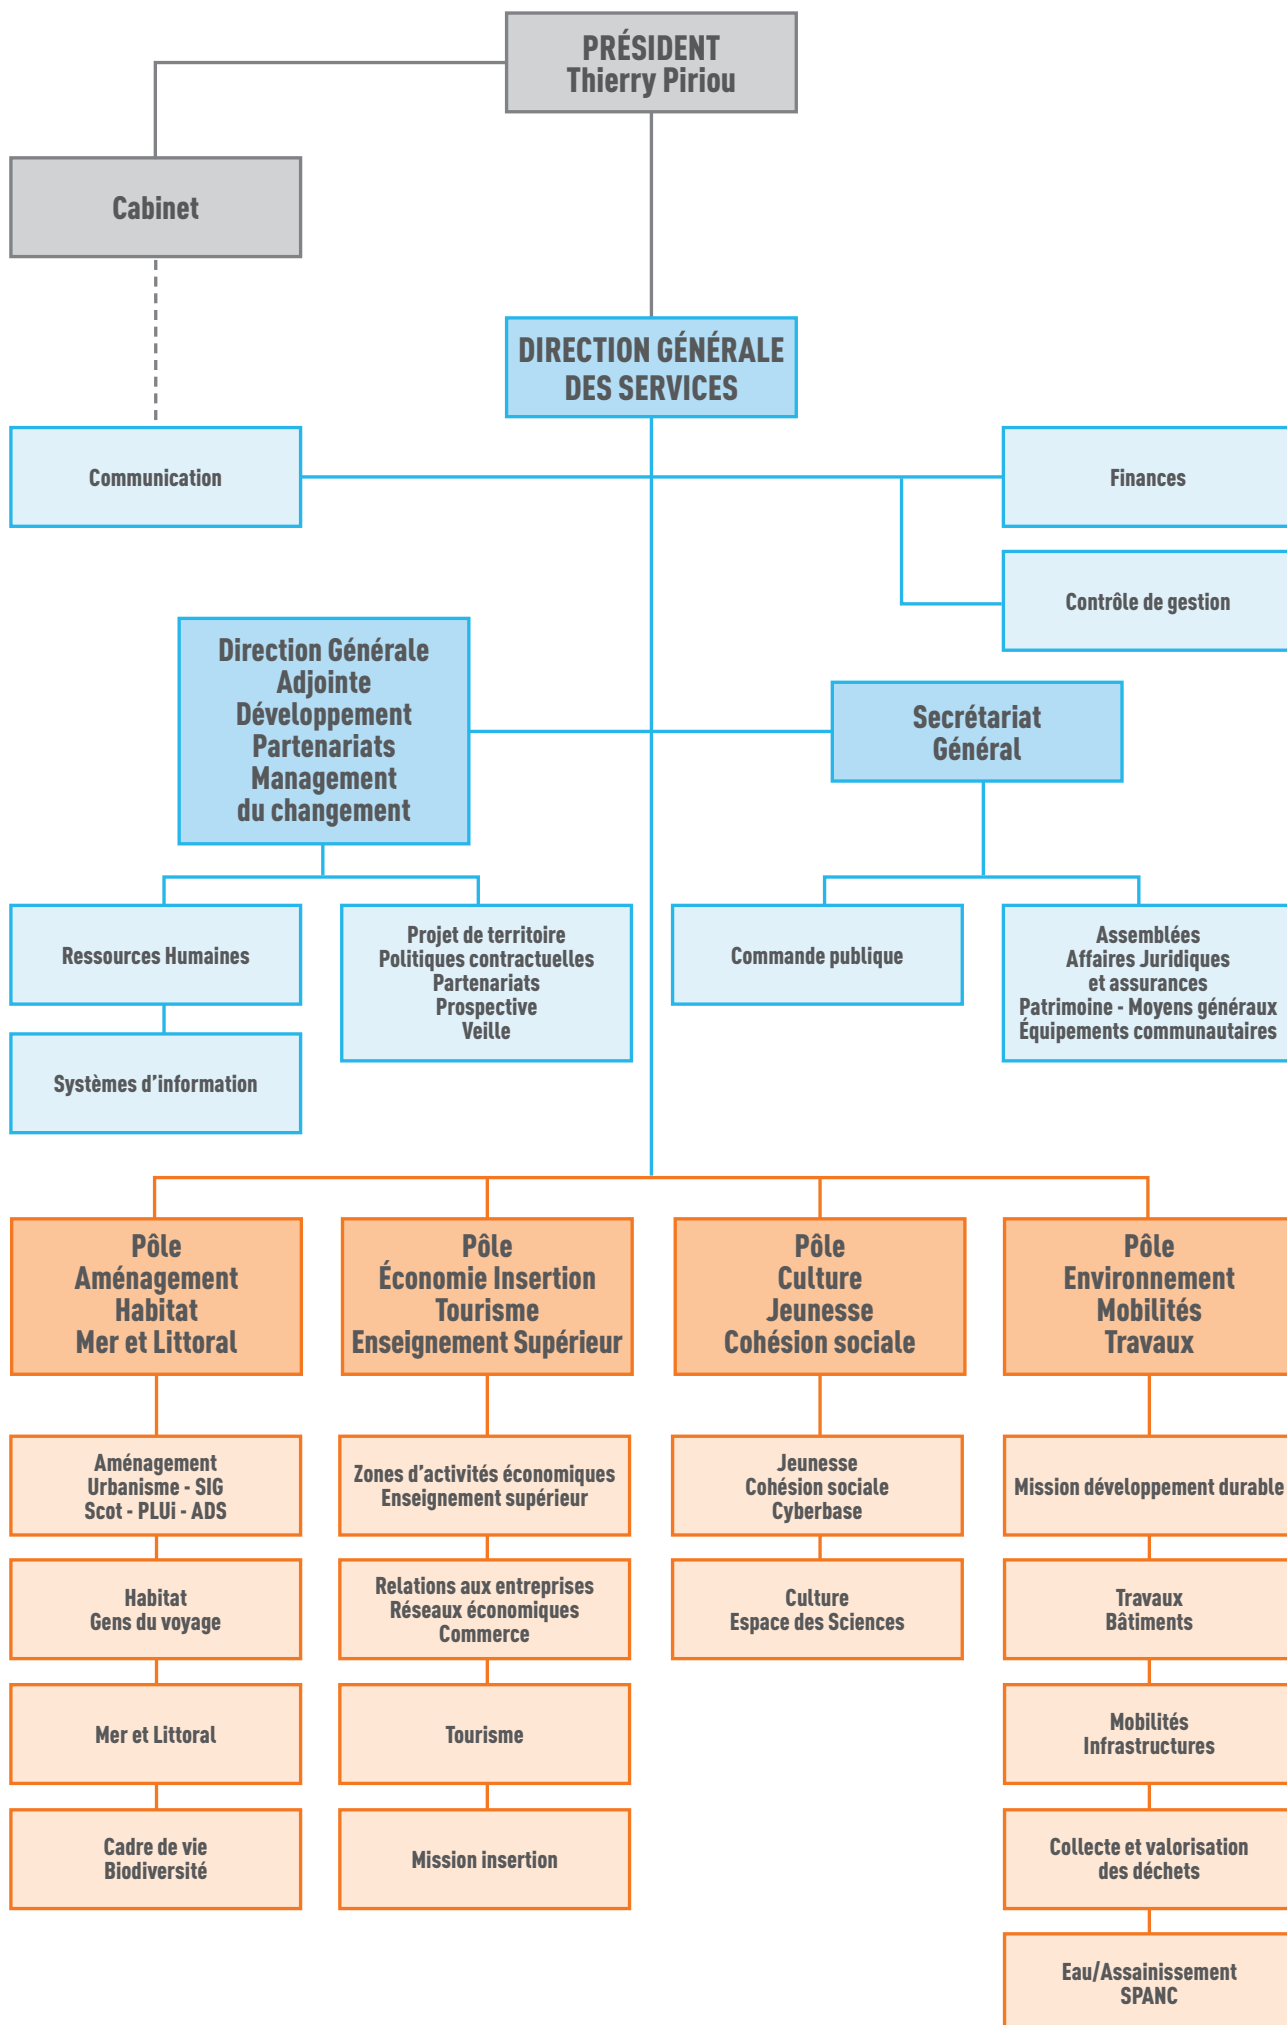 PRÉSIDENT
Thierry Piriou
Cabinet
DIRECTION GÉNÉRALE
DES SERVICES
Communication
Finances
Contrôle de gestion
Direction Générale
Adjointe
Développement
Partenariats
Management
du changement
Secrétariat
Général
Ressources Humaines
Projet de territoire
Politiques contractuelles
Partenariats
Prospective
Veille
Commande publique
Assemblées
Affaires Juridiques
et assurances
Patrimoine - Moyens généraux
Équipements communautaires
Systèmes d'information
Pôle
Aménagement
Habitat
Mer et Littoral
Pôle
Économie Insertion
Tourisme
Enseignement Supérieur
Pôle
Culture
Jeunesse
Cohésion sociale
Pôle
Environnement
Mobilités
Travaux
Aménagement
Urbanisme - SIG
Scot - PLUi - ADS
Zones d'activités économiques
Enseignement supérieur
Jeunesse
Cohésion sociale
Cyberbase
Mission développement durable
Habitat
Gens du voyage
Relations aux entreprises
Réseaux économiques
Commerce
Culture
Espace des Sciences
Travaux
Bâtiments
Mer et Littoral
Tourisme
Mobilités
Infrastructures
Cadre de vie
Biodiversité
Mission insertion
Collecte et valorisation
des déchets
Eau/Assainissement
SPANC